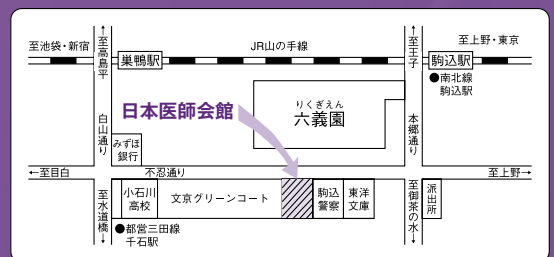 至池袋・新宿
←至高島平
巣鴨駅
JR山の手線
←至王子
駒込駅
至上野・東京
●南北線
駒込駅
日本医師会館
りくぎえん
六義園
白山通り
本郷通り
みずほ
銀行
←至目白
不忍通り
至上野→
小石川
高校
文京グリーンコート
駒込
警察
東洋
文庫
派出所
至水道橋→
至御茶の水→
●都営三田線
千石駅